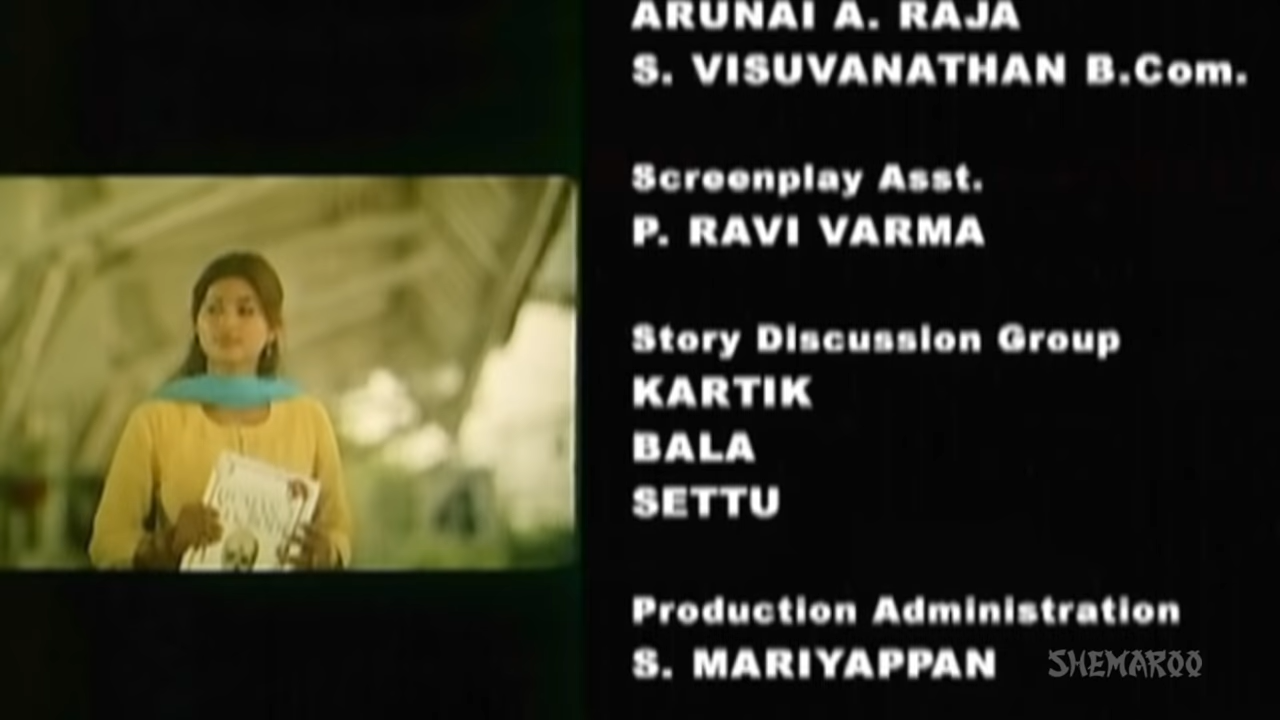 ARUNAI A. RAJA
S. VISUVANATHAN B.Com.
Screenplay Asst.
P. RAVI VARMA
Story Discussion Group
KARTIK
BALA
SETTU
Production Administration
S. MARIYAPPAN
SHEMAROO